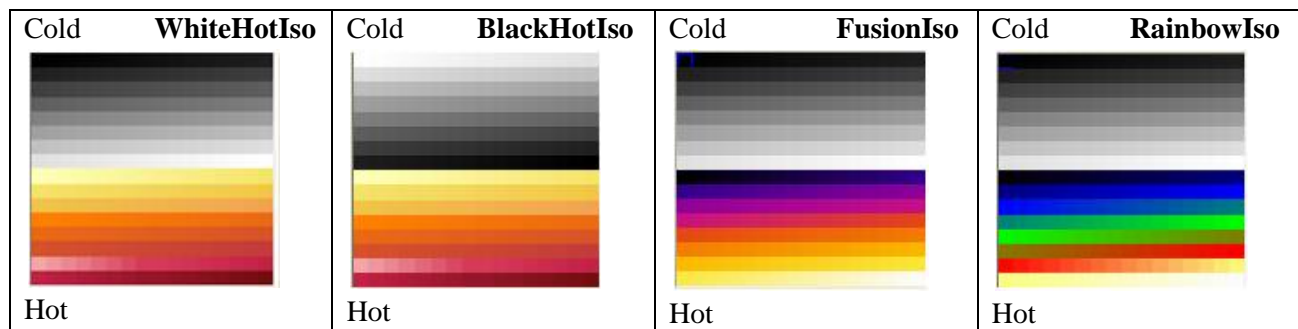 Cold WhiteHotIso
Hot
Cold BlackHotIso
Hot
Cold FusionIso
Hot
Cold RainbowIso
Hot